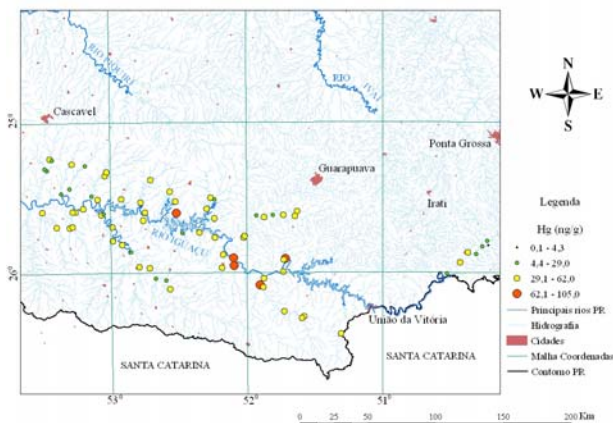 RIO PIQUIRI
RIO IVAÍ
N
W E
S
25°
Cascavel
Ponta Grossa
Guarapuava
Irati
RIO IGUAÇU
26°
União da Vitória
SANTA CATARINA
SANTA CATARINA
53°
52°
51°
Legenda
Hg (ng/g)
0,1 - 4,3
4,4 - 29,0
29,1 - 62,0
62,1 - 105,0
Principais rios PR
Hidrografia
Cidades
Malha Coordenadas
Contorno PR
0 25 50 100 150 200 Km